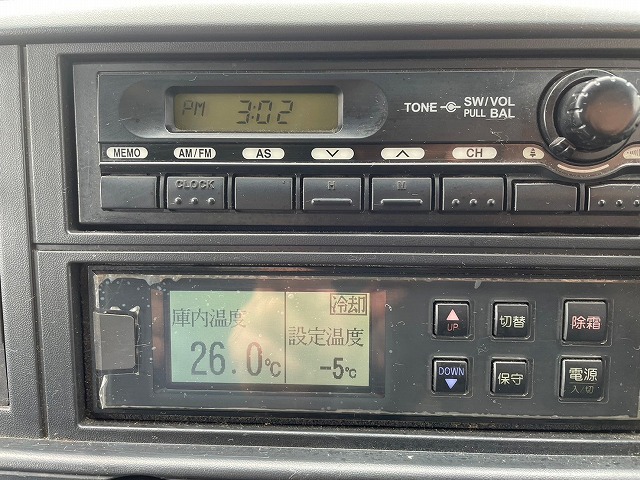 PM 3:02
TONE SW/VOL
PULL BAL
MEMO AM/FM AS CH
CLOCK H M
冷却
庫内温度 設定温度
26.0℃ -5℃
UP 切替 除霜
DOWN 保守 電源
入/切